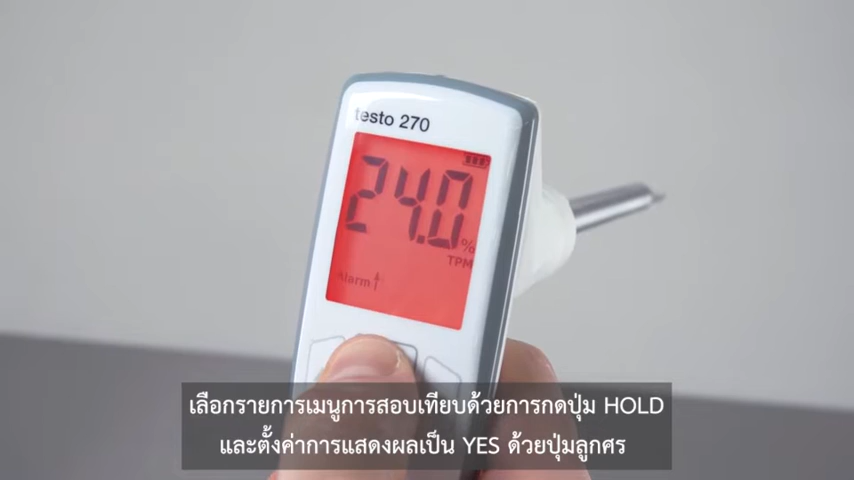 testo 270
24.0%
TPM
Alarm↑
เลือกรายการเมนูการสอบเทียบด้วยการกดปุ่ม HOLD
และตั้งค่าการแสดงผลเป็น YES ด้วยปุ่มลูกศร